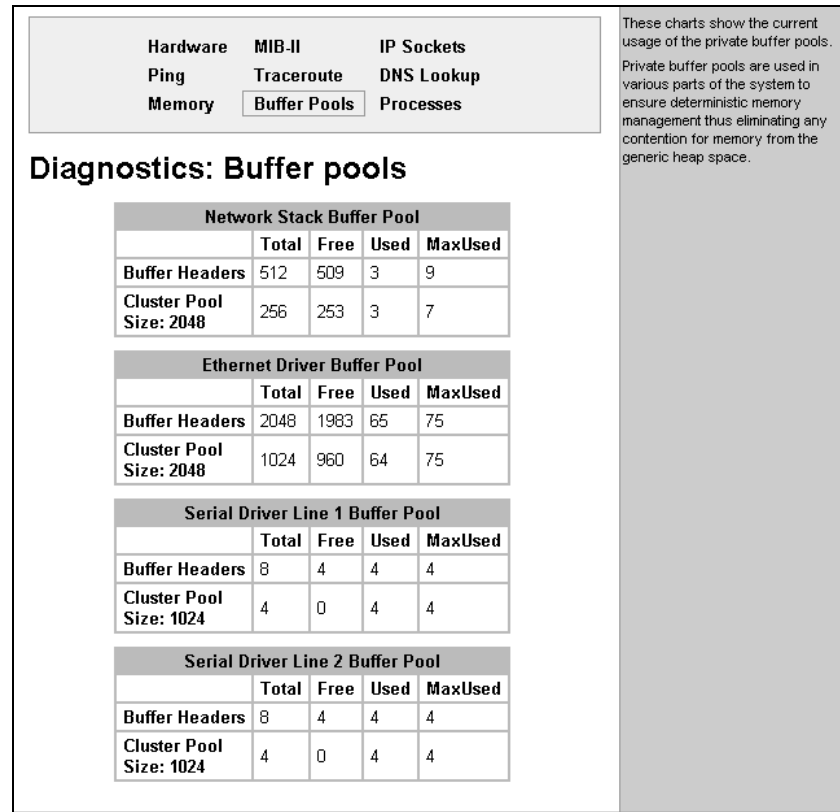 Hardware MIB-II IP Sockets
Ping Traceroute DNS Lookup
Memory Buffer Pools Processes
Diagnostics: Buffer pools
Network Stack Buffer Pool
Total Free Used MaxUsed
Buffer Headers 512 509 3 9
Cluster Pool
Size: 2048 256 253 3 7
Ethernet Driver Buffer Pool
Total Free Used MaxUsed
Buffer Headers 2048 1983 65 75
Cluster Pool
Size: 2048 1024 960 64 75
Serial Driver Line 1 Buffer Pool
Total Free Used MaxUsed
Buffer Headers 8 4 4 4
Cluster Pool
Size: 1024 4 0 4 4
Serial Driver Line 2 Buffer Pool
Total Free Used MaxUsed
Buffer Headers 8 4 4 4
Cluster Pool
Size: 1024 4 0 4 4
These charts show the current
usage of the private buffer pools.
Private buffer pools are used in
various parts of the system to
ensure deterministic memory
management thus eliminating any
contention for memory from the
generic heap space.